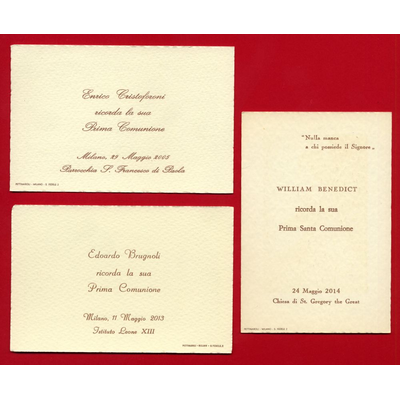 Enrico Cristoforoni
ricorda la sua
Prima Comunione
Milano, 29 Maggio 2005
Parrochia S. Francesco di Paola
"Nulla manca
a chi possiede il Signore„
WILLIAM BENEDICT
ricorda la sua
Prima Santa Comunione
24 Maggio 2014
Chiesa di St. Gregory the Great
Edoardo Brugnoli
ricorda la sua
Prima Comunione
Milano, 11 Maggio 2013
Istituto Leone XIII